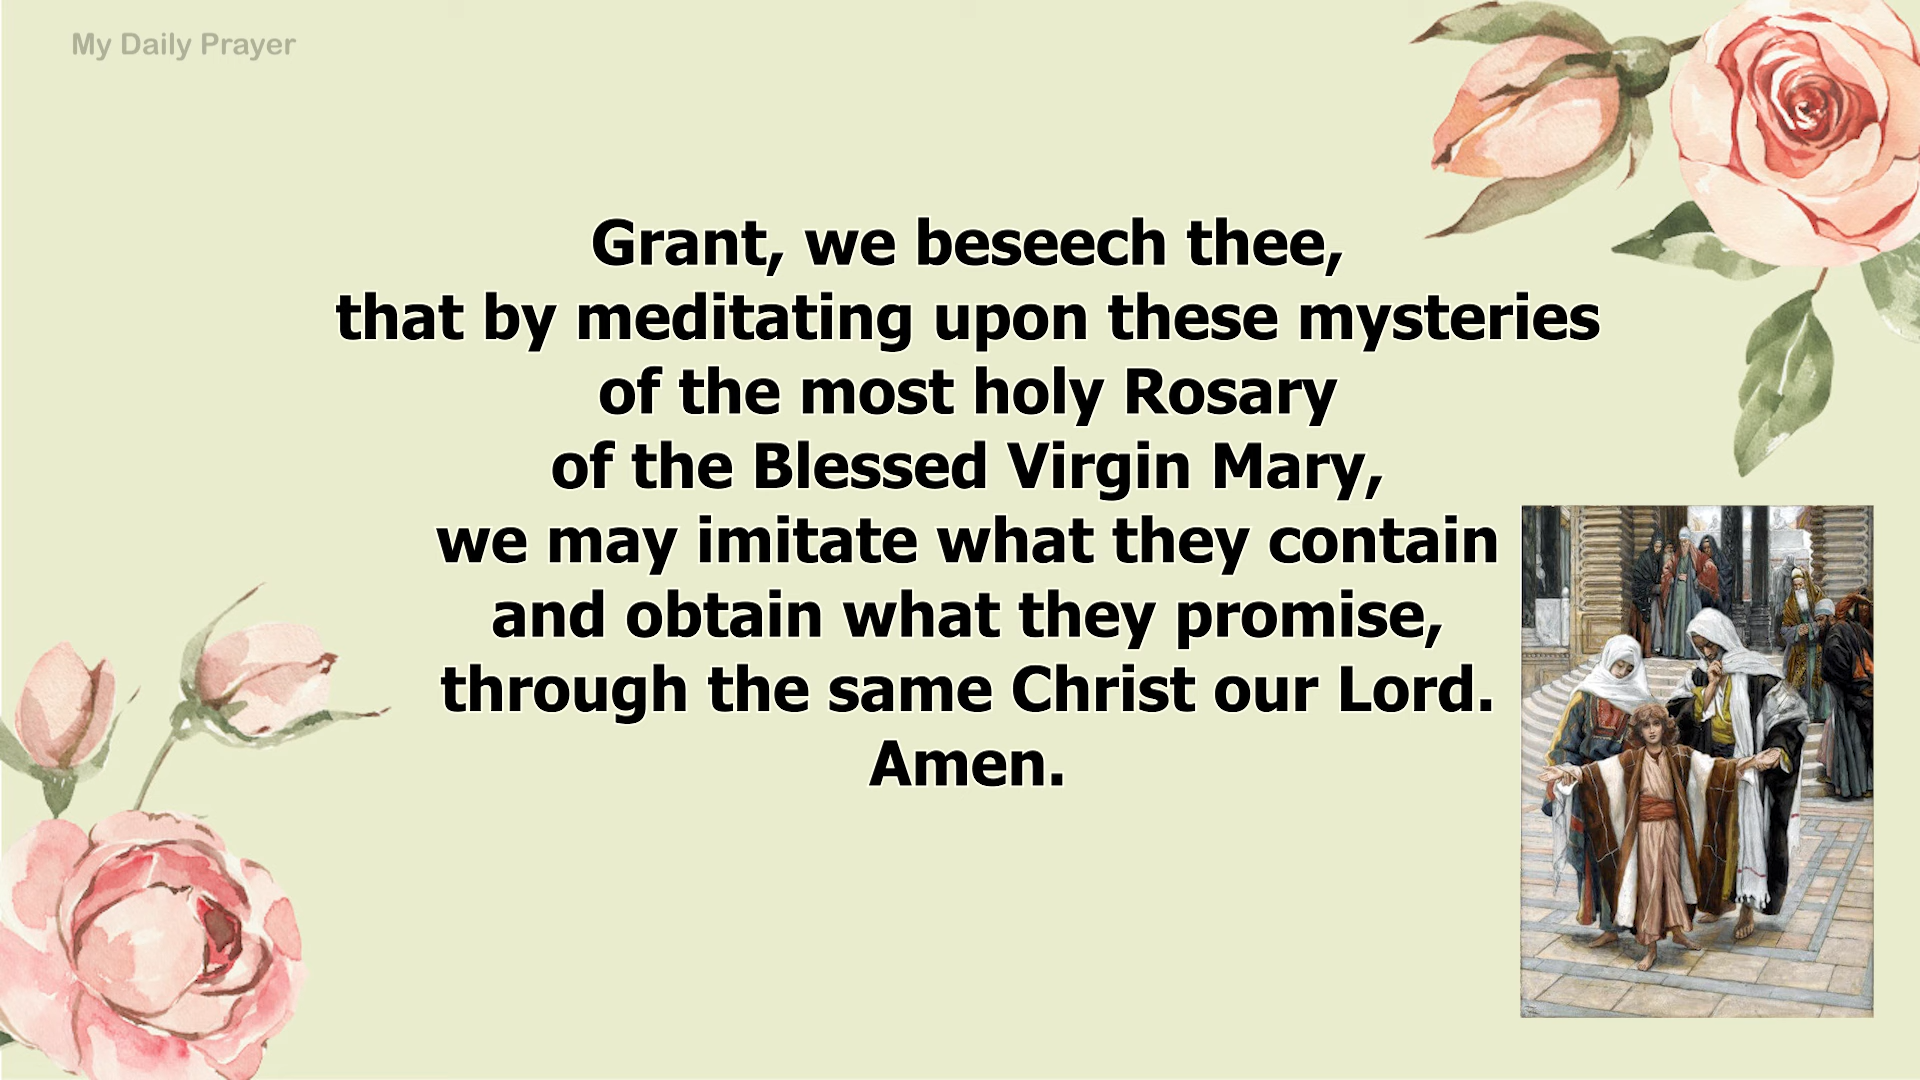 My Daily Prayer
Grant, we beseech thee,
that by meditating upon these mysteries
of the most holy Rosary
of the Blessed Virgin Mary,
we may imitate what they contain
and obtain what they promise,
through the same Christ our Lord.
Amen.